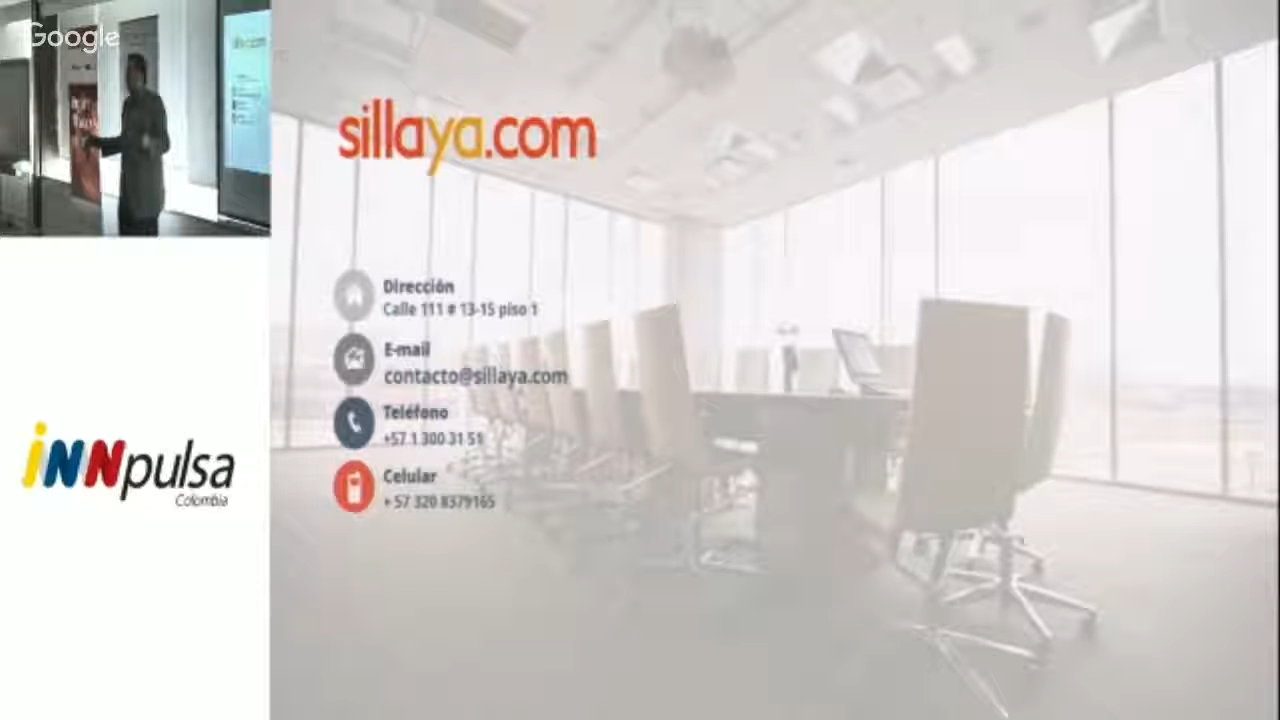 Google
sillaya.com
Dirección
Calle 111 # 13-15 piso 1
E-mail
contacto@sillaya.com
Teléfono
+57 1 300 31 51
Celular
+ 57 320 8379165
iNNpulsa
Colombia